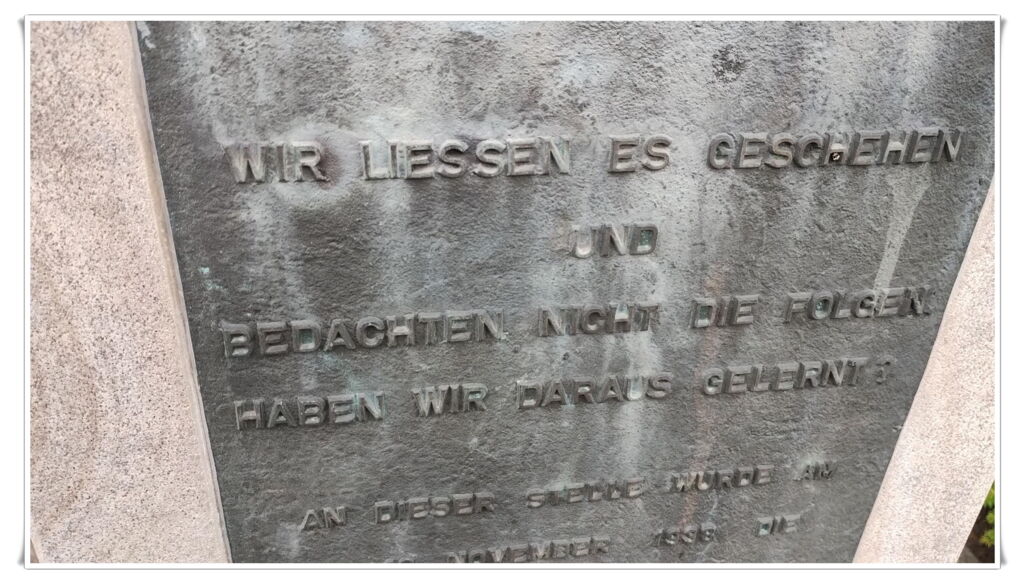 WIR LIESSEN ES GESCHEHEN
UND
BEDACHTEN NICHT DIE FOLGEN.
HABEN WIR DARAUS GELERNT?
AN DIESER STELLE WURDE AM
NOVEMBER 1938 DIE